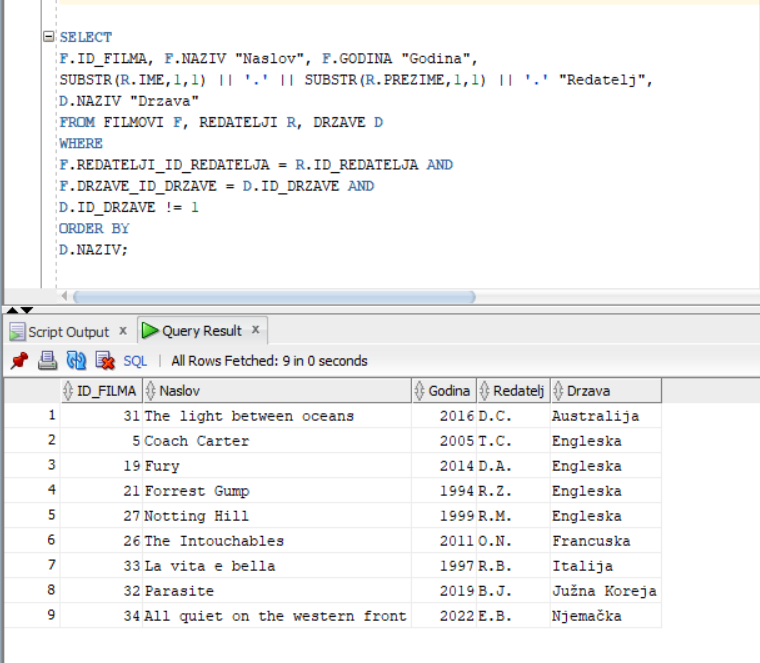 SELECT
F.ID_FILMA, F.NAZIV "Naslov", F.GODINA "Godina",
SUBSTR(R.IME,1,1) || '.' || SUBSTR(R.PREZIME,1,1) || '.' "Redatelj",
D.NAZIV "Drzava"
FROM FILMOVI F, REDATELJI R, DRZAVE D
WHERE
F.REDATELJI_ID_REDATELJA = R.ID_REDATELJA AND
F.DRZAVE_ID_DRZAVE = D.ID_DRZAVE AND
D.ID_DRZAVE != 1
ORDER BY
D.NAZIV;
Script Output x Query Result x
SQL | All Rows Fetched: 9 in 0 seconds
ID_FILMA Naslov Godina Redatelj Drzava
1 31 The light between oceans 2016 D.C. Australija
2 5 Coach Carter 2005 T.C. Engleska
3 19 Fury 2014 D.A. Engleska
4 21 Forrest Gump 1994 R.Z. Engleska
5 27 Notting Hill 1999 R.M. Engleska
6 26 The Intouchables 2011 O.N. Francuska
7 33 La vita e bella 1997 R.B. Italija
8 32 Parasite 2019 B.J. Južna Koreja
9 34 All quiet on the western front 2022 E.B. Njemačka